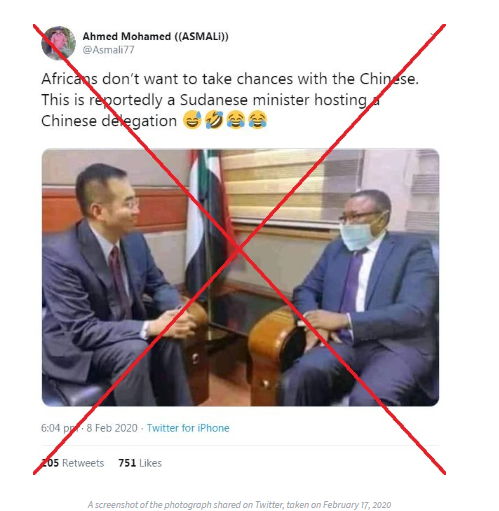 Ahmed Mohamed ((ASMALi))
@Asmali77
Africans don't want to take chances with the Chinese.
This is reportedly a Sudanese minister hosting a
Chinese delegation 😅🤣😂😂
6:04 pm · 8 Feb 2020 · Twitter for iPhone
205 Retweets 751 Likes
A screenshot of the photograph shared on Twitter, taken on February 17, 2020